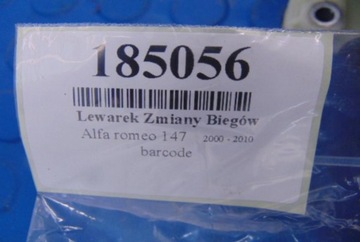 185056
Lewarek Zmiany Biegów
Alfa romeo 147 2000 - 2010
barcode